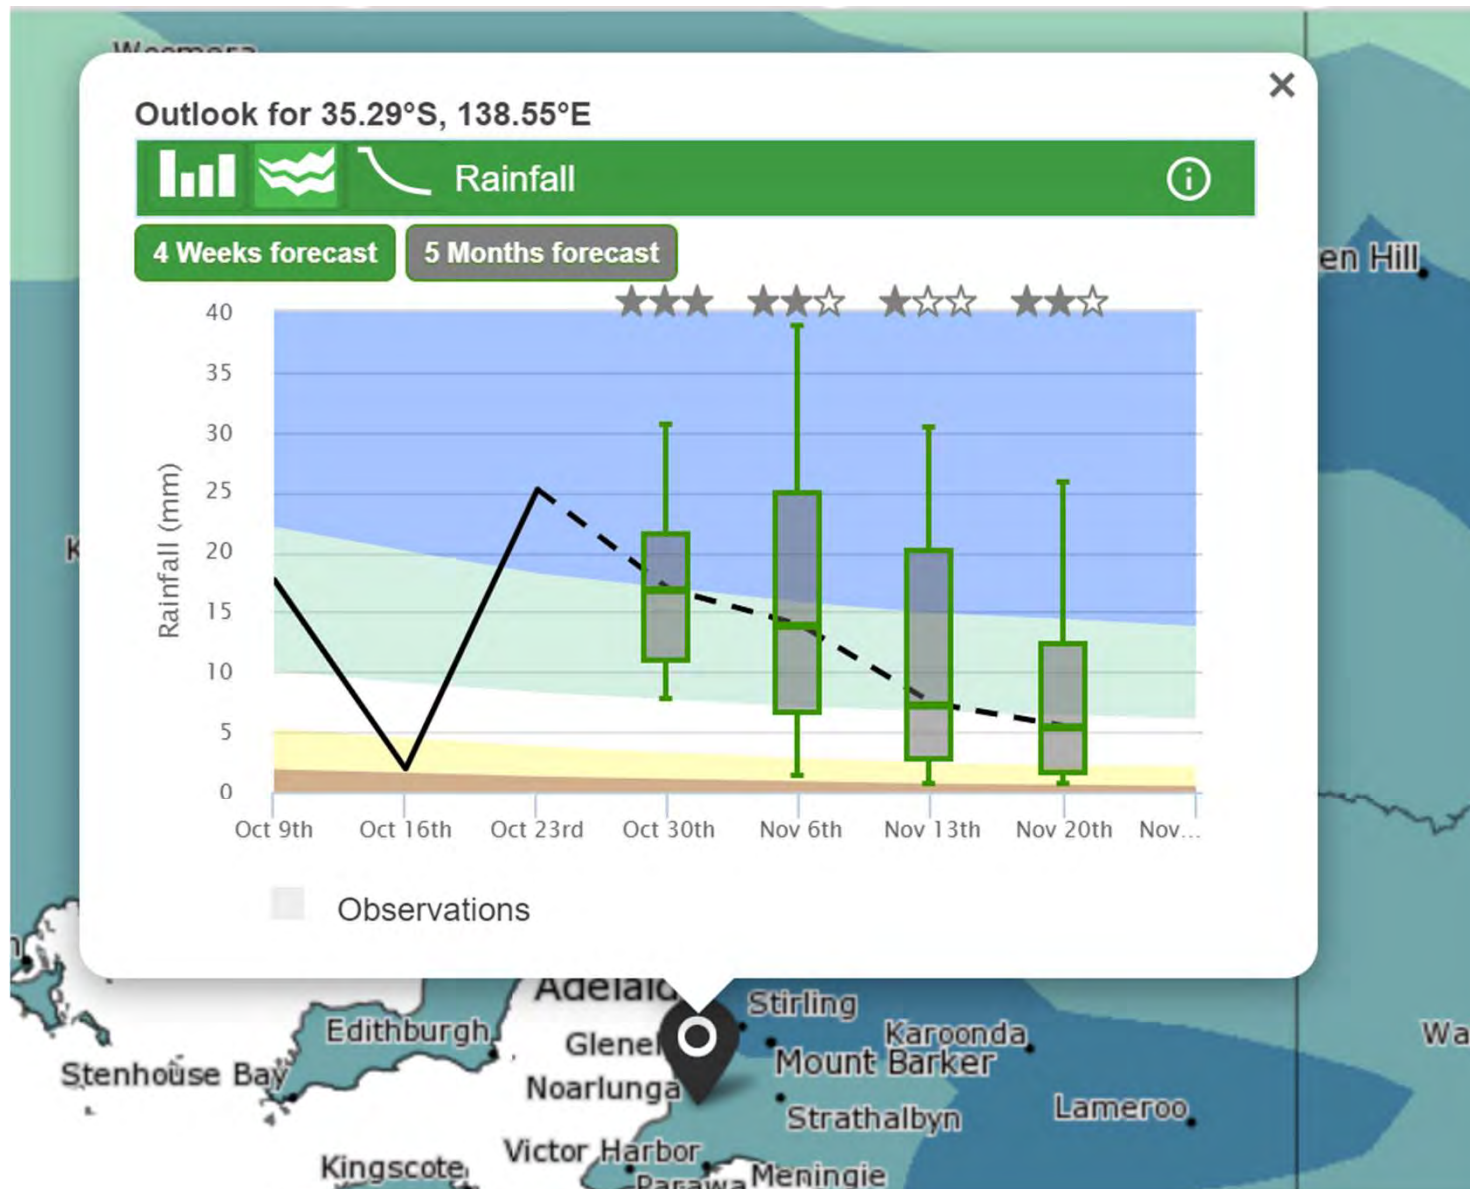 Woomera
Outlook for 35.29°S, 138.55°E
Rainfall
4 Weeks forecast
5 Months forecast
en Hill
40
35
30
25
20
15
10
5
0
Rainfall (mm)
Oct 9th
Oct 16th
Oct 23rd
Oct 30th
Nov 6th
Nov 13th
Nov 20th
Nov...
K
Observations
n
Adelaid
Stirling
Edithburgh
Glenel
Karoonda
Wa
Mount Barker
Stenhouse Bay
Noarlunga
Lameroo
Strathalbyn
Victor Harbor
Kingscote
Parawa
Meningie